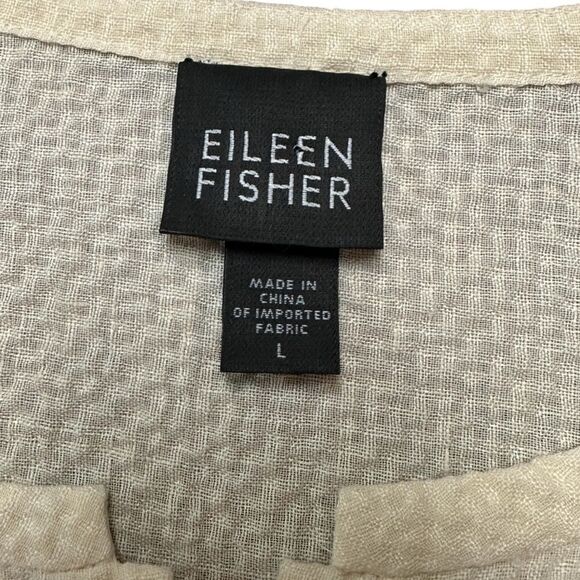 EILEEN
FISHER
MADE IN
CHINA
OF IMPORTED
FABRIC
L